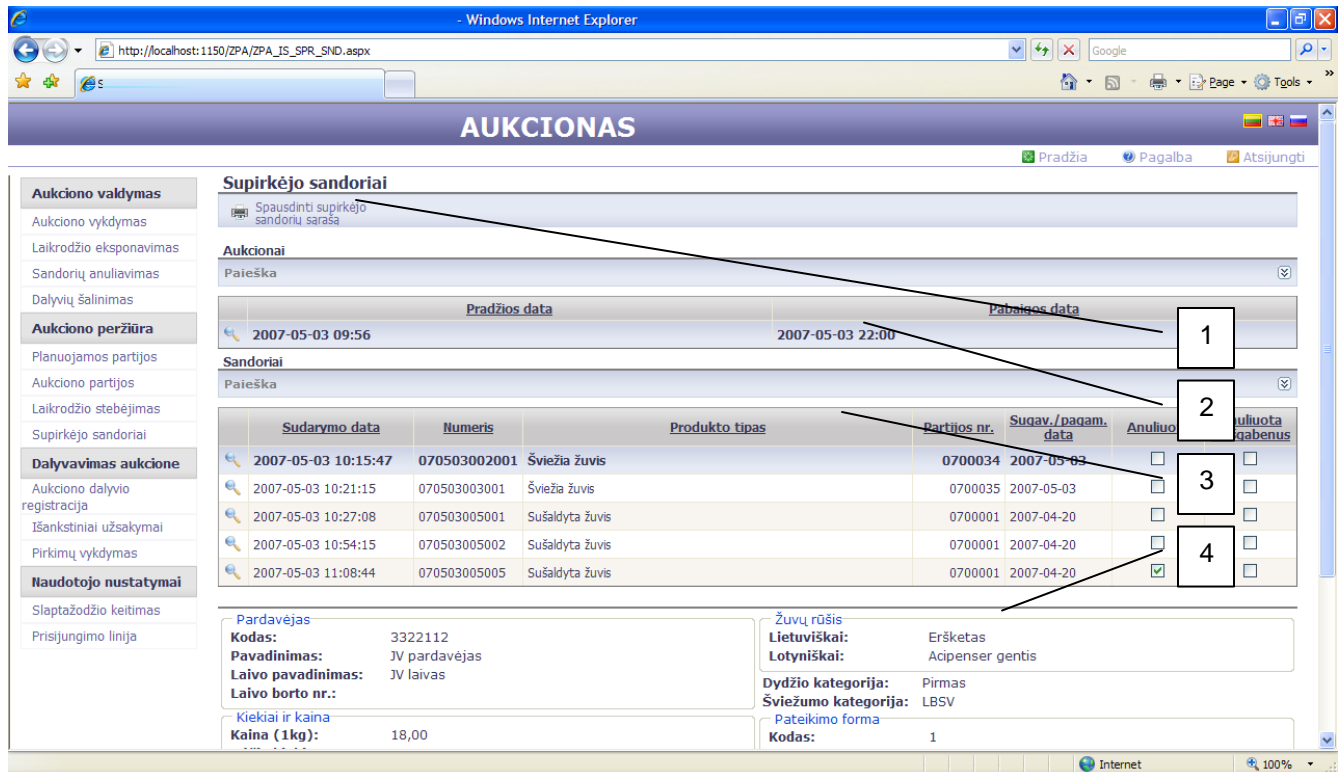 - Windows Internet Explorer
http://localhost:1150/ZPA/ZPA_IS_SPR_SND.aspx
Google
S
Page
Tools
AUKCIONAS
Pradžia Pagalba Atsijungti
Aukciono valdymas
Aukciono vykdymas
Laikrodžio eksponavimas
Sandorių anuliavimas
Dalyvių šalinimas
Aukciono peržiūra
Planuojamos partijos
Aukciono partijos
Laikrodžio stebėjimas
Supirkėjo sandoriai
Dalyvavimas aukcione
Aukciono dalyvio
registracija
Išankstiniai užsakymai
Pirkimų vykdymas
Naudotojo nustatymai
Slaptažodžio keitimas
Prisijungimo linija
Supirkėjo sandoriai
Spausdinti supirkėjo
sandorių sąrašą
Aukcionai
Paieška
Pradžios data Pabaigos data
2007-05-03 09:56 2007-05-03 22:00
Sandoriai
Paieška
Sudarymo data Numeris Produkto tipas Partijos nr. Sugav./pagam. data
2007-05-03 10:15:47 070503002001 Šviežia žuvis 0700034 2007-05-03
2007-05-03 10:21:15 070503003001 Šviežia žuvis 0700035 2007-05-03
2007-05-03 10:27:08 070503005001 Sušaldyta žuvis 0700001 2007-04-20
2007-05-03 10:54:15 070503005002 Sušaldyta žuvis 0700001 2007-04-20
2007-05-03 11:08:44 070503005005 Sušaldyta žuvis 0700001 2007-04-20
1
2
3
4
Pardavėjas
Kodas: 3322112
Pavadinimas: JV pardavėjas
Laivo pavadinimas: JV laivas
Laivo borto nr.:
Kiekiai ir kaina
Kaina (1kg): 18,00
Žuvų rūšis
Lietuviškai: Erškėtas
Lotyniškai: Acipenser gentis
Dydžio kategorija: Pirmas
Šviežumo kategorija: LBSV
Pateikimo forma
Kodas: 1
Internet
100%